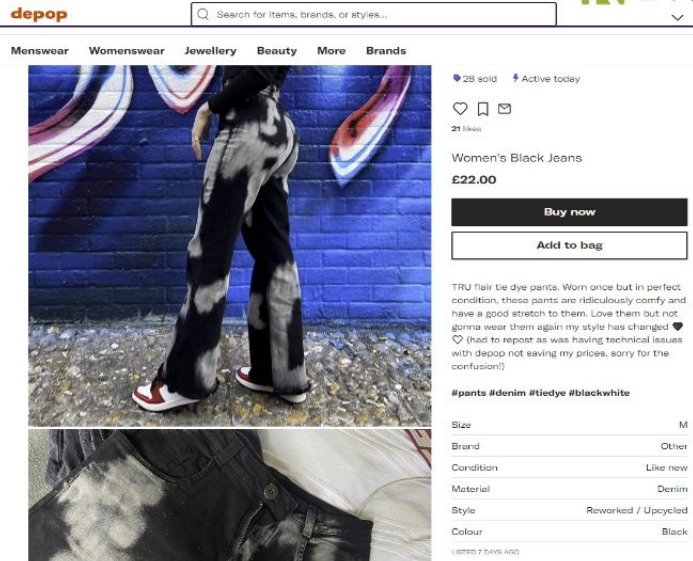 depop
Search for items, brands, or styles...
Menswear Womenswear Jewellery Beauty More Brands
28 sold Active today
21 likes
Women's Black Jeans
£22.00
Buy now
Add to bag
TRU flair tie dye pants. Worn once but in perfect
condition, these pants are ridiculously comfy and
have a good stretch to them. Love them but not
gonna wear them again my style has changed 🖤
♡ (had to repost as was having technical issues
with depop not saving my prices, sorry for the
confusion!)
#pants #denim #tiedye #blackwhite
Size M
Brand Other
Condition Like new
Material Denim
Style Reworked / Upcycled
Colour Black
LISTED 7 DAYS AGO